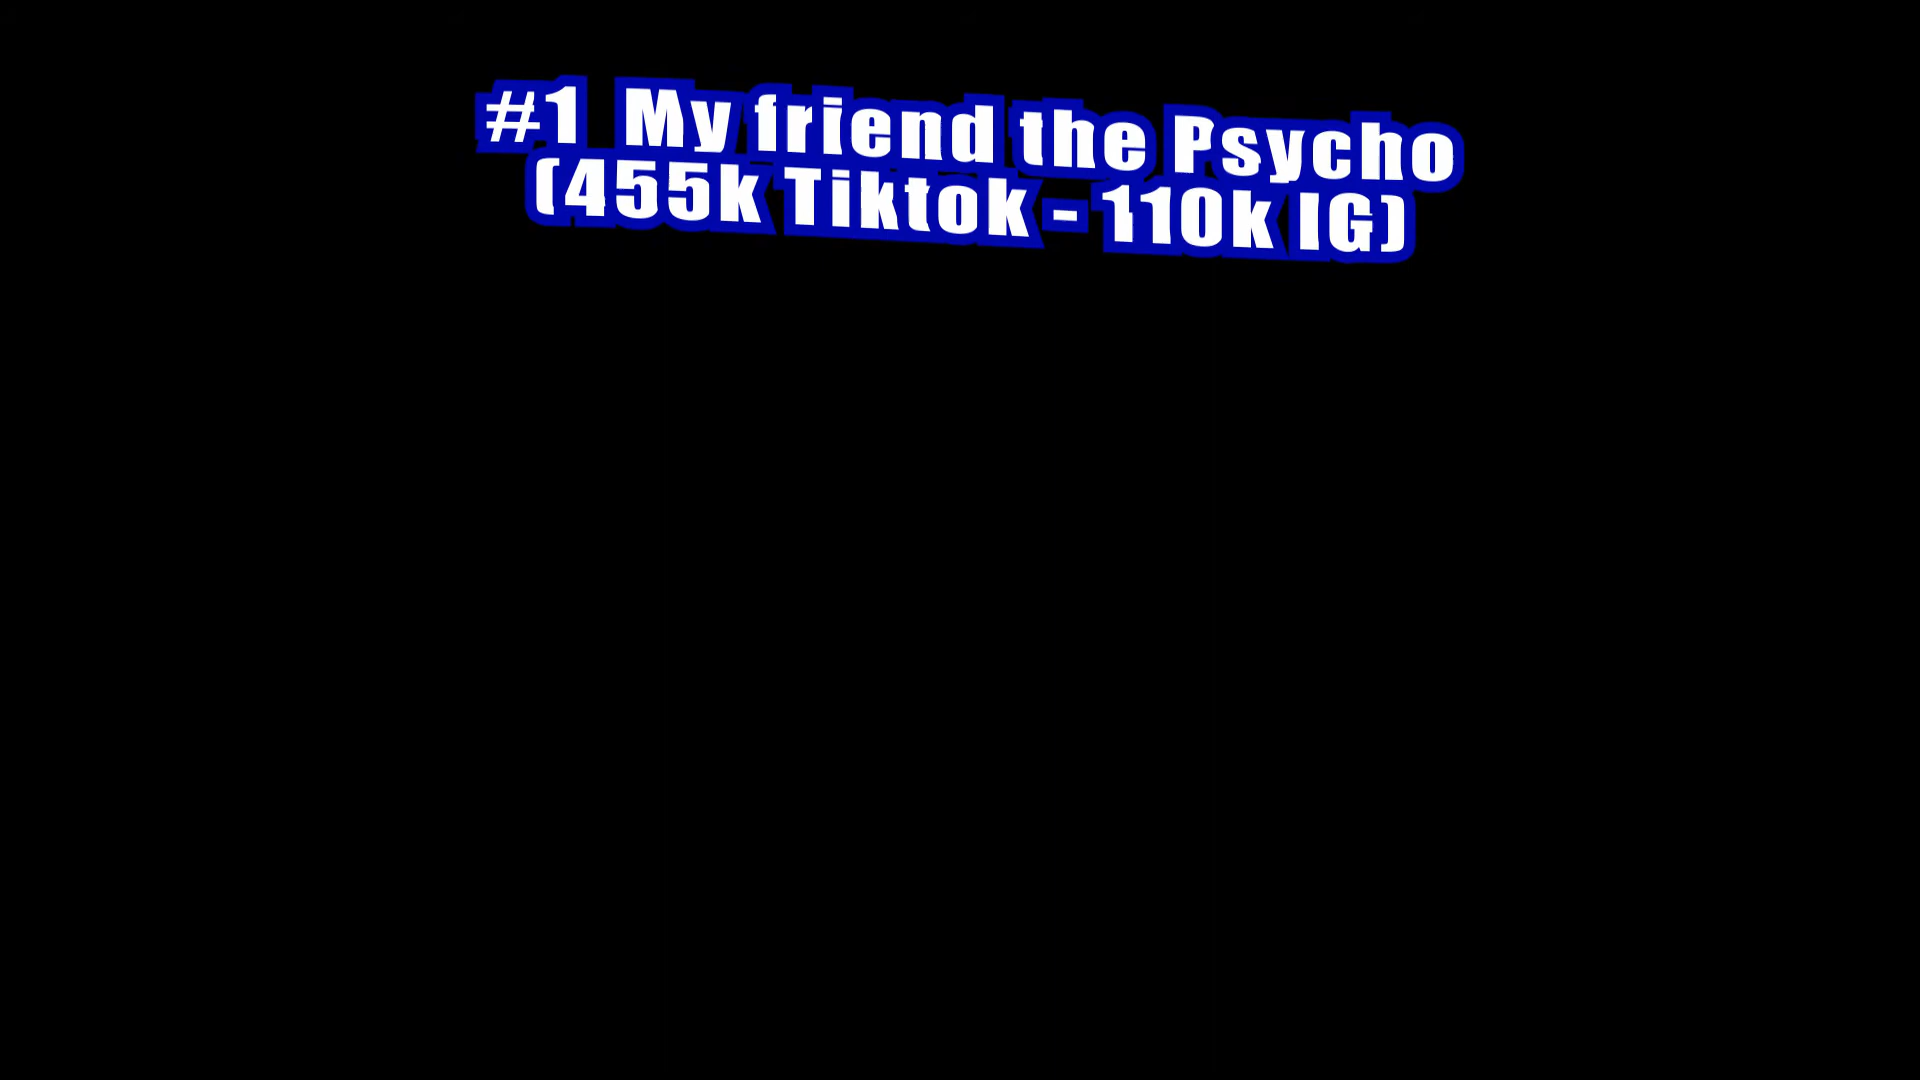 #1 My friend the Psycho
(455k Tiktok - 110k IG)